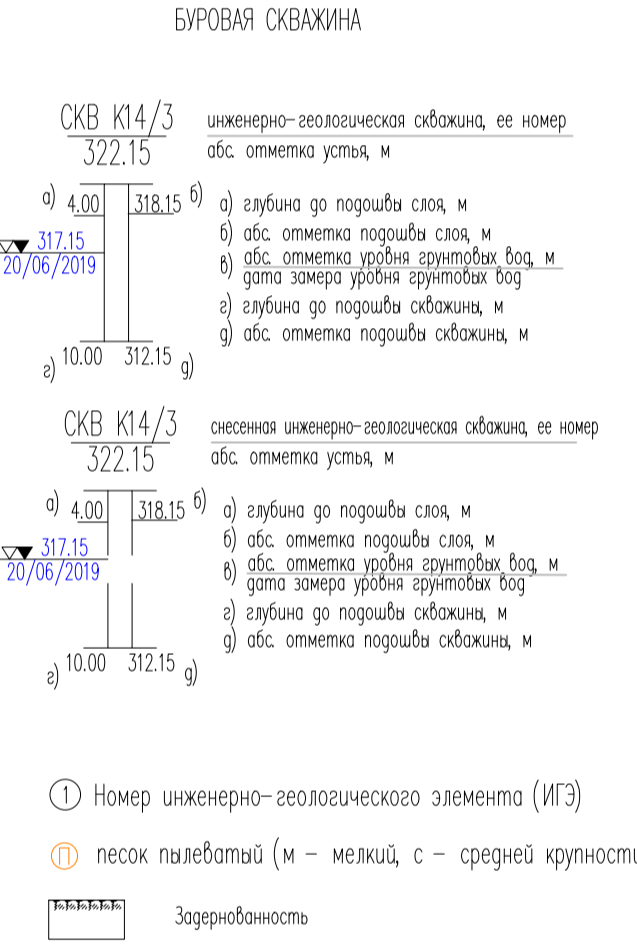 БУРОВАЯ СКВАЖИНА
СКВ К14/3
322.15
инженерно-геологическая скважина, ее номер
абс. отметка устья, м
а) 4.00 318.15 б)
317.15
20/06/2019
г) 10.00 312.15 д)
а) глубина до подошвы слоя, м
б) абс. отметка подошвы слоя, м
в) абс. отметка уровня грунтовых вод, м
дата замера уровня грунтовых вод
г) глубина до подошвы скважины, м
д) абс. отметка подошвы скважины, м
СКВ К14/3
322.15
снесенная инженерно-геологическая скважина, ее номер
абс. отметка устья, м
а) 4.00 318.15 б)
317.15
20/06/2019
г) 10.00 312.15 д)
а) глубина до подошвы слоя, м
б) абс. отметка подошвы слоя, м
в) абс. отметка уровня грунтовых вод, м
дата замера уровня грунтовых вод
г) глубина до подошвы скважины, м
д) абс. отметка подошвы скважины, м
1 Номер инженерно-геологического элемента (ИГЭ)
П песок пылеватый (м - мелкий, с - средней крупности
Задернованность